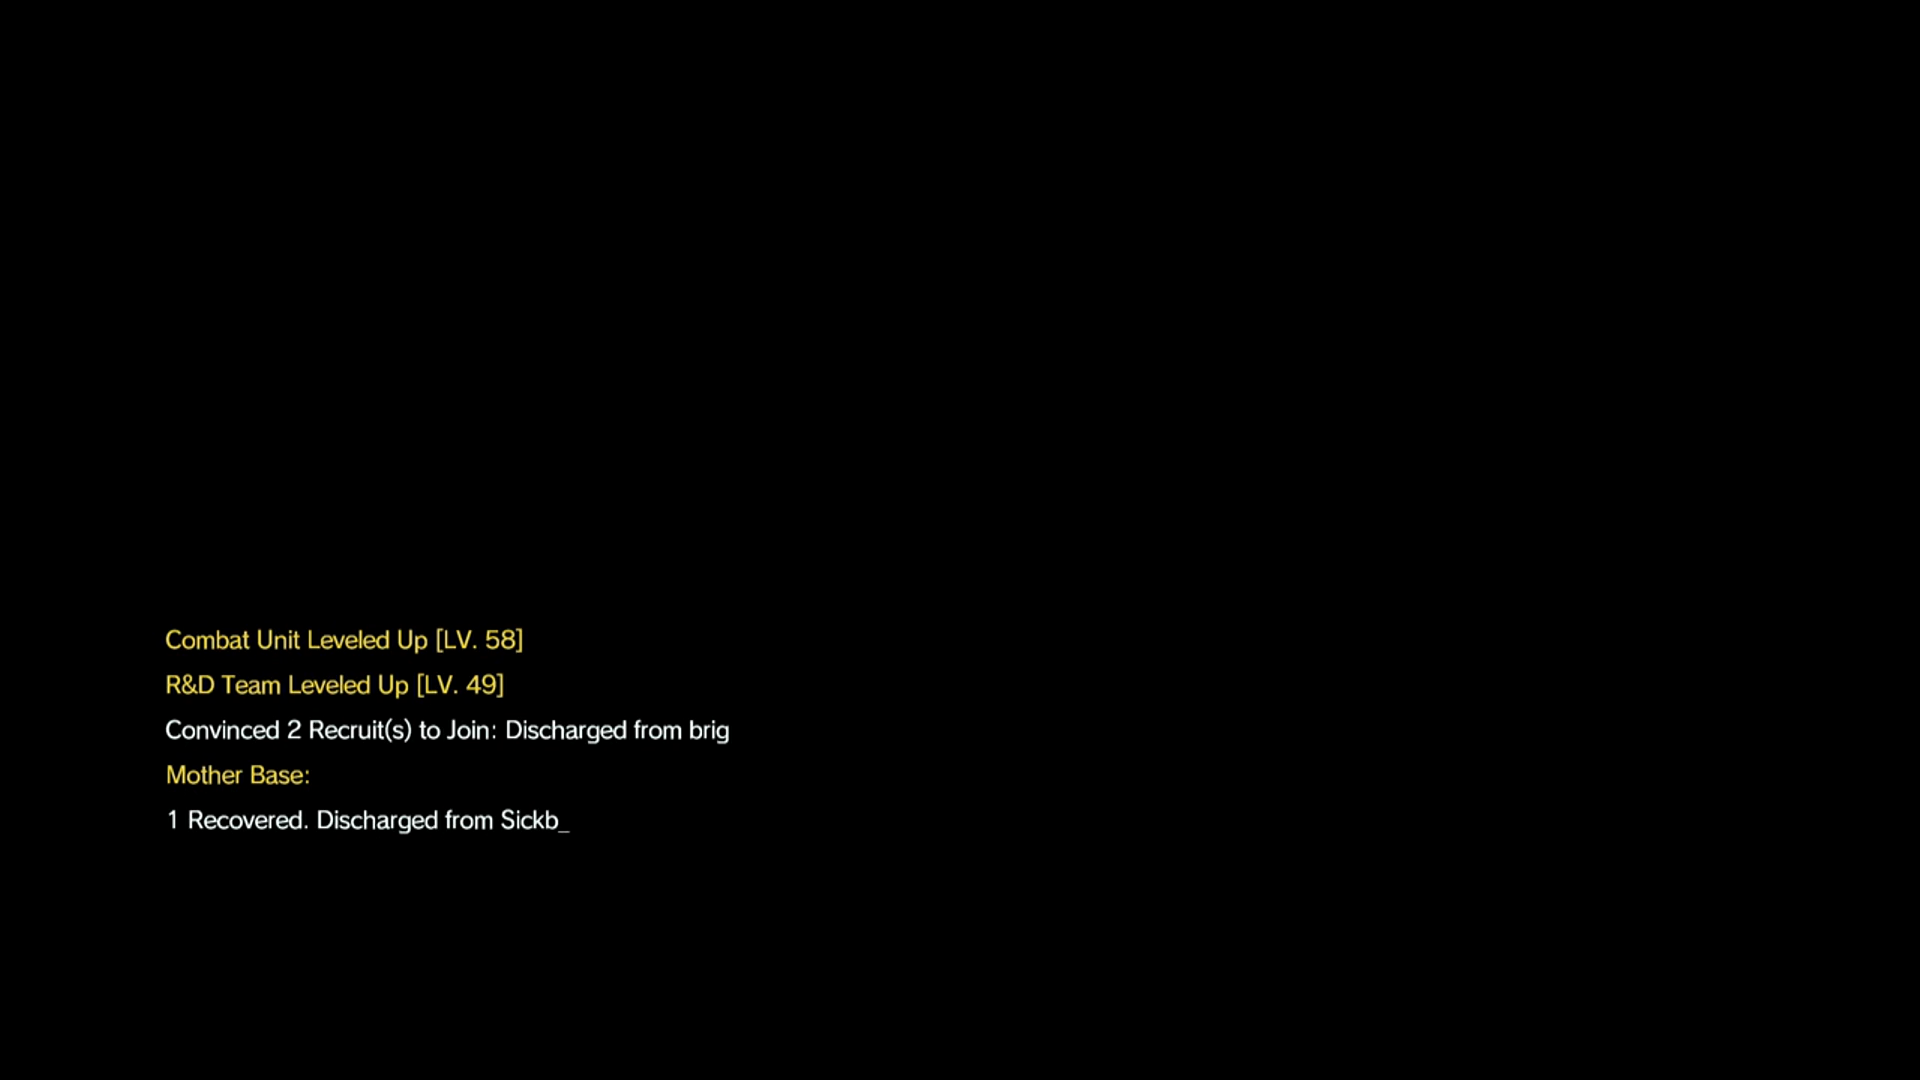 Combat Unit Leveled Up [LV. 58]
R&D Team Leveled Up [LV. 49]
Convinced 2 Recruit(s) to Join: Discharged from brig
Mother Base:
1 Recovered. Discharged from Sickb_